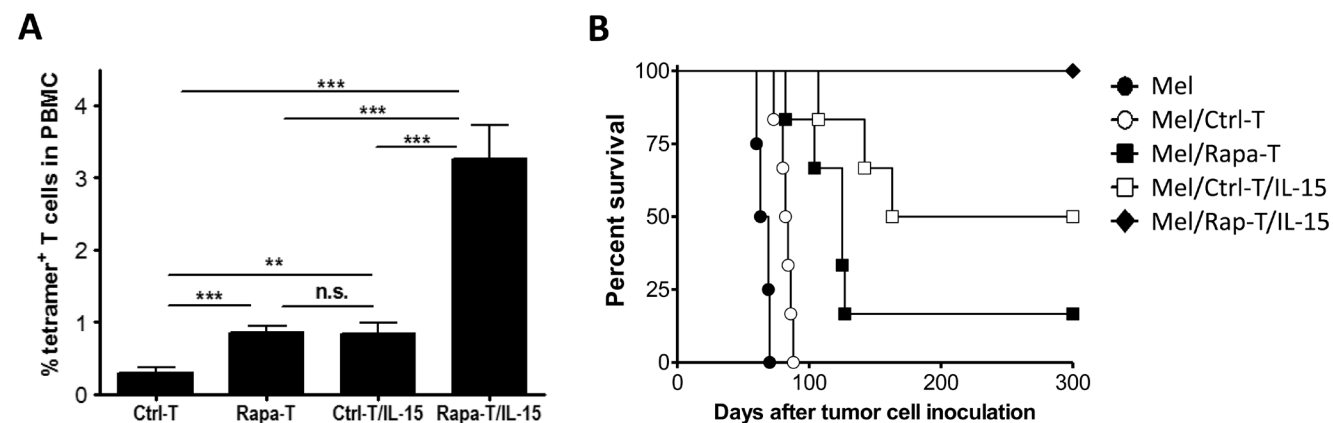 A
% tetramer⁺ T cells in PBMC
4
3
2
1
0
***
***
***
**
***
n.s.
Ctrl-T
Rapa-T
Ctrl-T/IL-15
Rapa-T/IL-15
B
Percent survival
100
75
50
25
0
0
100
200
300
Days after tumor cell inoculation
Mel
Mel/Ctrl-T
Mel/Rapa-T
Mel/Ctrl-T/IL-15
Mel/Rap-T/IL-15